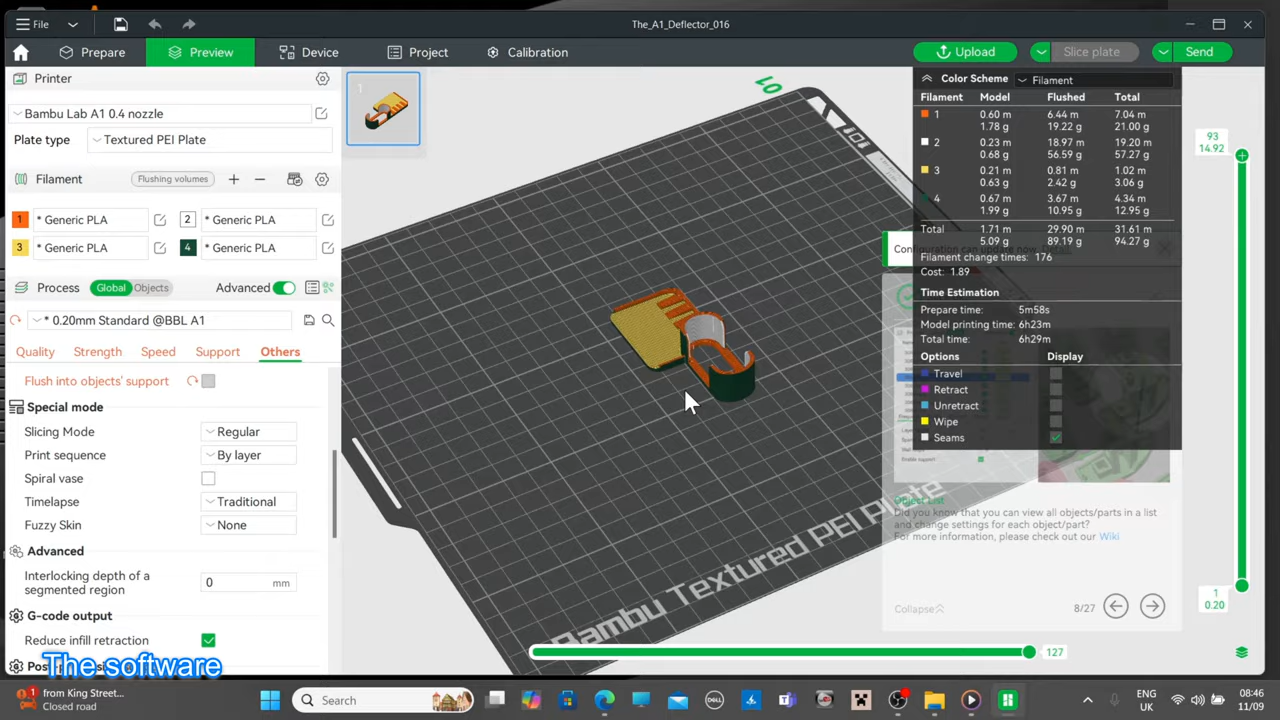 File
The_A1_Deflector_016
Prepare
Preview
Device
Project
Calibration
Upload
Slice plate
Send
Printer
Bambu Lab A1 0.4 nozzle
Plate type
Textured PEI Plate
Filament
Flushing volumes
1 * Generic PLA
2 * Generic PLA
3 * Generic PLA
4 * Generic PLA
Process
Global
Objects
Advanced
* 0.20mm Standard @BBL A1
Quality
Strength
Speed
Support
Others
Flush into objects' support
Special mode
Slicing Mode
Regular
Print sequence
By layer
Spiral vase
Timelapse
Traditional
Fuzzy Skin
None
Advanced
Interlocking depth of a
segmented region
0 mm
G-code output
Reduce infill retraction
The software
1
01
Bambu Textured PEI Plate
Color Scheme
Filament
Filament Model Flushed Total
1 0.60 m 6.44 m 7.04 m
1.78 g 19.22 g 21.00 g
2 0.23 m 18.97 m 19.20 m
0.68 g 56.59 g 57.27 g
3 0.21 m 0.81 m 1.02 m
0.63 g 2.42 g 3.06 g
4 0.67 m 3.67 m 4.34 m
1.99 g 10.95 g 12.95 g
Total 1.71 m 29.90 m 31.61 m
5.09 g 89.19 g 94.27 g
Configuration can update now.
Filament change times: 176
Cost: 1.89
Time Estimation
Prepare time: 5m58s
Model printing time: 6h23m
Total time: 6h29m
Options Display
Travel
Retract
Unretract
Wipe
Seams
Object List
Did you know that you can view all objects/parts in a list
and change settings for each object/part?
For more information, please check out our Wiki
Collapse
8/27
93
14.92
1
0.20
127
1
from King Street...
Closed road
Search
DELL
ENG
UK
08:46
11/09